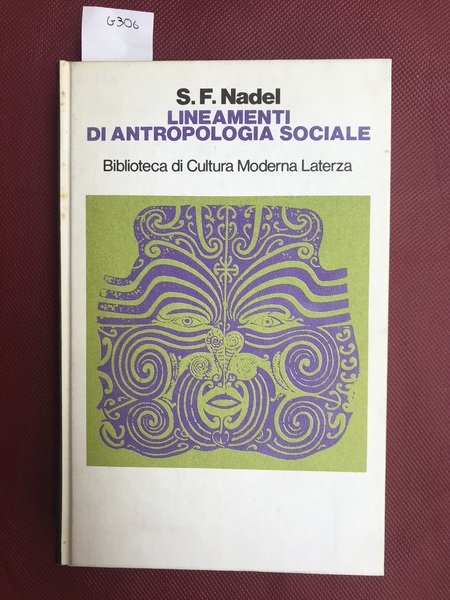 G306
S. F. Nadel
LINEAMENTI
DI ANTROPOLOGIA SOCIALE
Biblioteca di Cultura Moderna Laterza